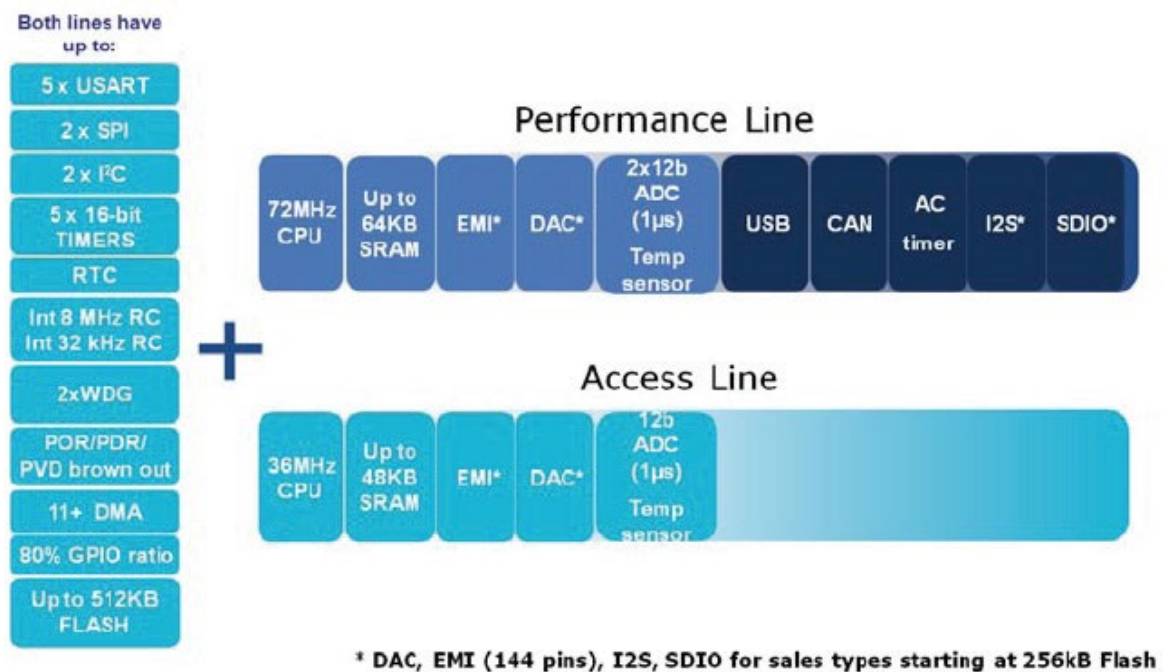 Both lines have
up to:
5 x USART
2 x SPI
2 x I²C
5 x 16-bit
TIMERS
RTC
Int 8 MHz RC
Int 32 kHz RC
2xWDG
POR/PDR/
PVD brown out
11+ DMA
80% GPIO ratio
Up to 512KB
FLASH
+
Performance Line
72MHz
CPU
Up to
64KB
SRAM
EMI*
DAC*
2x12b
ADC
(1µs)
Temp
sensor
USB
CAN
AC
timer
I2S*
SDIO*
Access Line
36MHz
CPU
Up to
48KB
SRAM
EMI*
DAC*
12b
ADC
(1µs)
Temp
sensor
* DAC, EMI (144 pins), I2S, SDIO for sales types starting at 256kB Flash